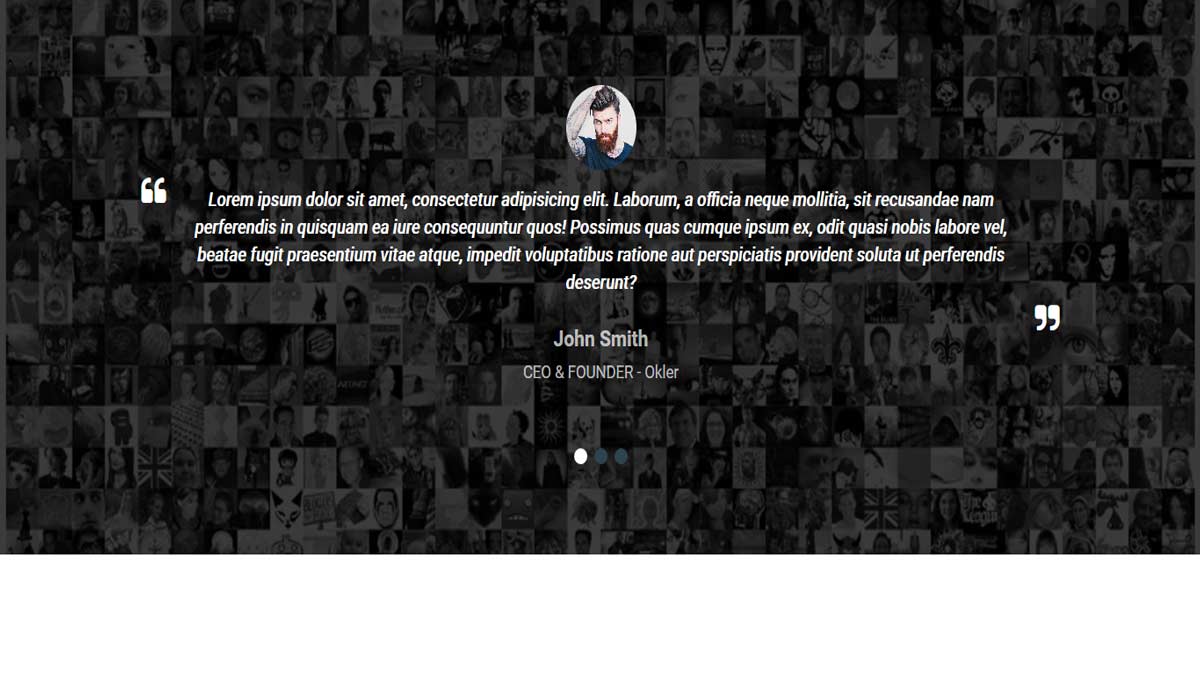 “
Lorem ipsum dolor sit amet, consectetur adipisicing elit. Laborum, a officia neque mollitia, sit recusandae nam
perferendis in quisquam ea iure consequuntur quos! Possimus quas cumque ipsum ex, odit quasi nobis labore vel,
beatae fugit praesentium vitae atque, impedit voluptatibus ratione aut perspiciatis provident soluta ut perferendis
deserunt?
”
John Smith
CEO & FOUNDER - Okler